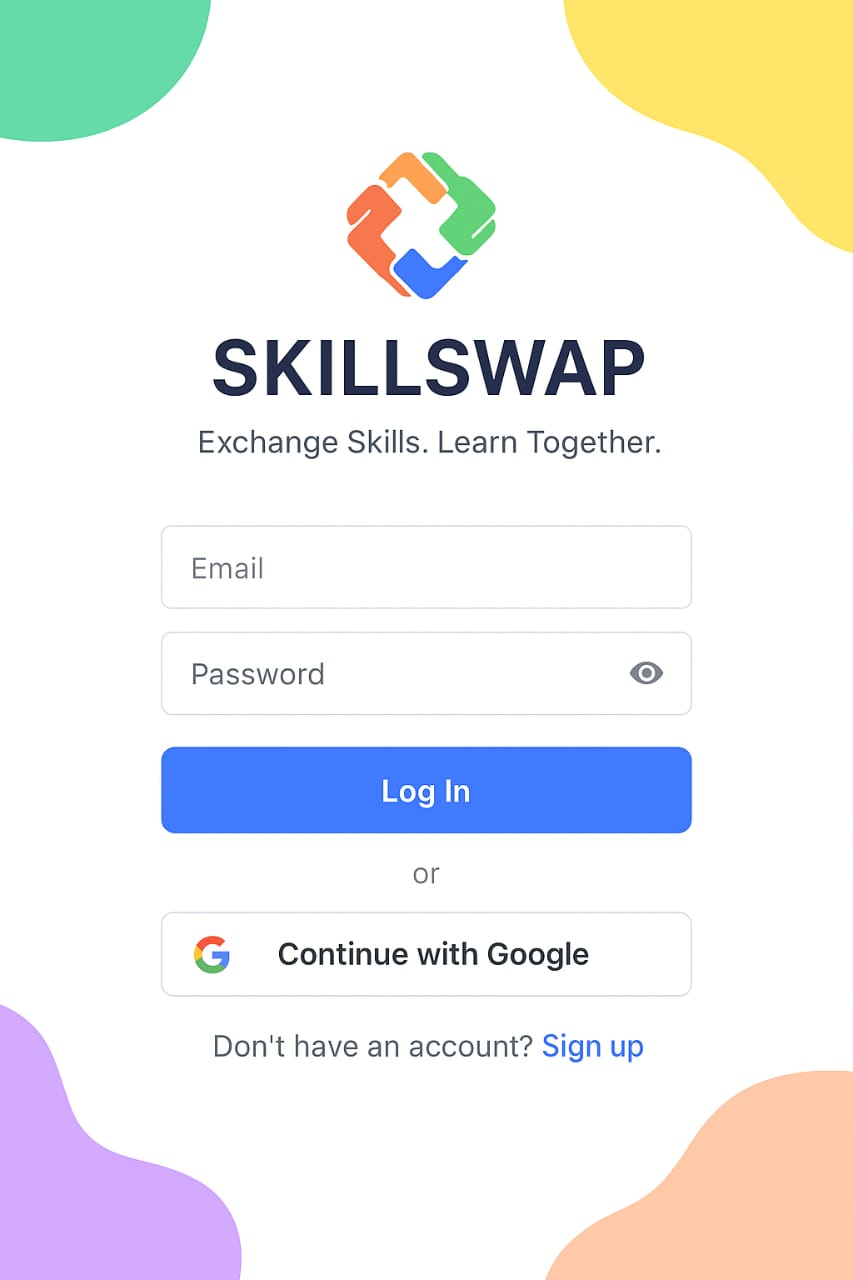 SKILLSWAP
Exchange Skills. Learn Together.
Email
Password
Log In
or
Continue with Google
Don't have an account? Sign up